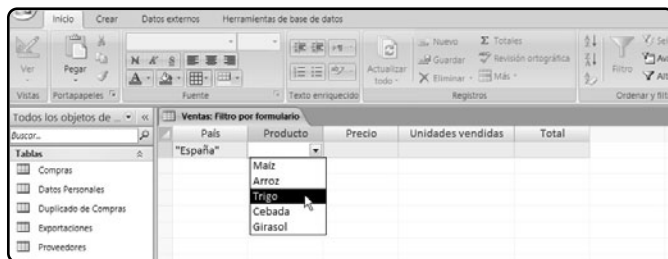 Inicio Crear Datos externos Herramientas de base de datos
Ver
Pegar
N K S
Actualizar todo
Nuevo
Guardar
Eliminar
Totales
Revisión ortográfica
Más
Filtro
Vistas Portapapeles Fuente Texto enriquecido Registros Ordenar y filt
Todos los objetos de ...
Buscar...
Tablas
Compras
Datos Personales
Duplicado de Compras
Exportaciones
Proveedores
Ventas: Filtro por formulario
País Producto Precio Unidades vendidas Total
"España"
Maíz
Arroz
Trigo
Cebada
Girasol